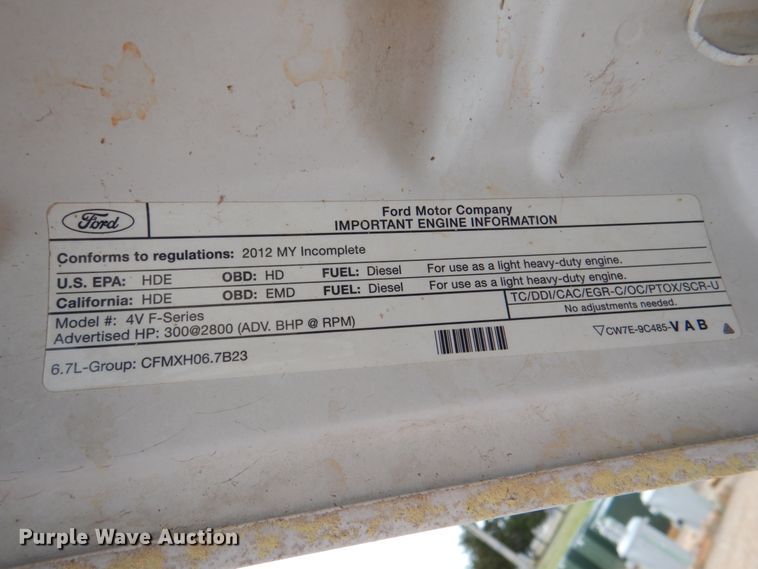 Ford
Ford Motor Company
IMPORTANT ENGINE INFORMATION
Conforms to regulations: 2012 MY Incomplete
U.S. EPA: HDE OBD: HD FUEL: Diesel For use as a light heavy-duty engine.
California: HDE OBD: EMD FUEL: Diesel For use as a light heavy-duty engine.
Model #: 4V F-Series
TC/DDI/CAC/EGR-C/OC/PTOX/SCR-U
Advertised HP: 300@2800 (ADV. BHP @ RPM)
No adjustments needed.
6.7L-Group: CFMXH06.7B23
CW7E-9C485-VAB
Purple Wave Auction